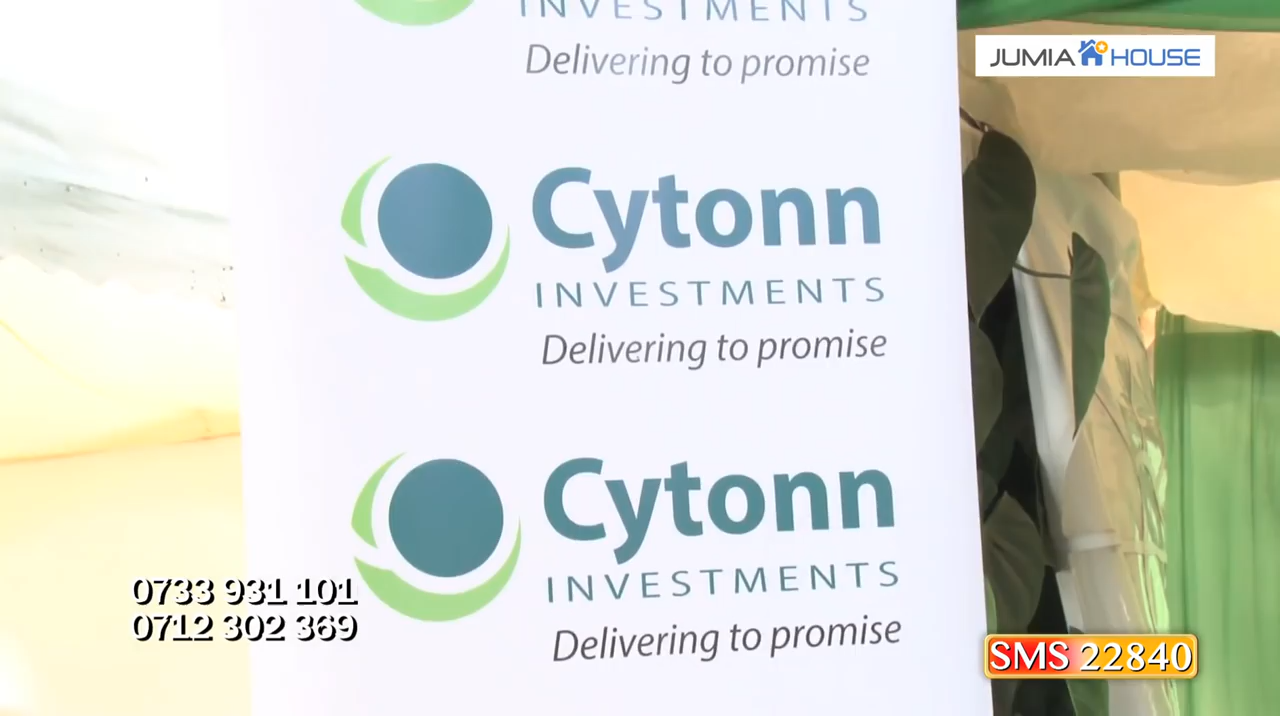 INVESTMENTS
Delivering to promise
JUMIA HOUSE
Cytonn
INVESTMENTS
Delivering to promise
Cytonn
INVESTMENTS
Delivering to promise
0733 931 101
0712 302 369
SMS 22840